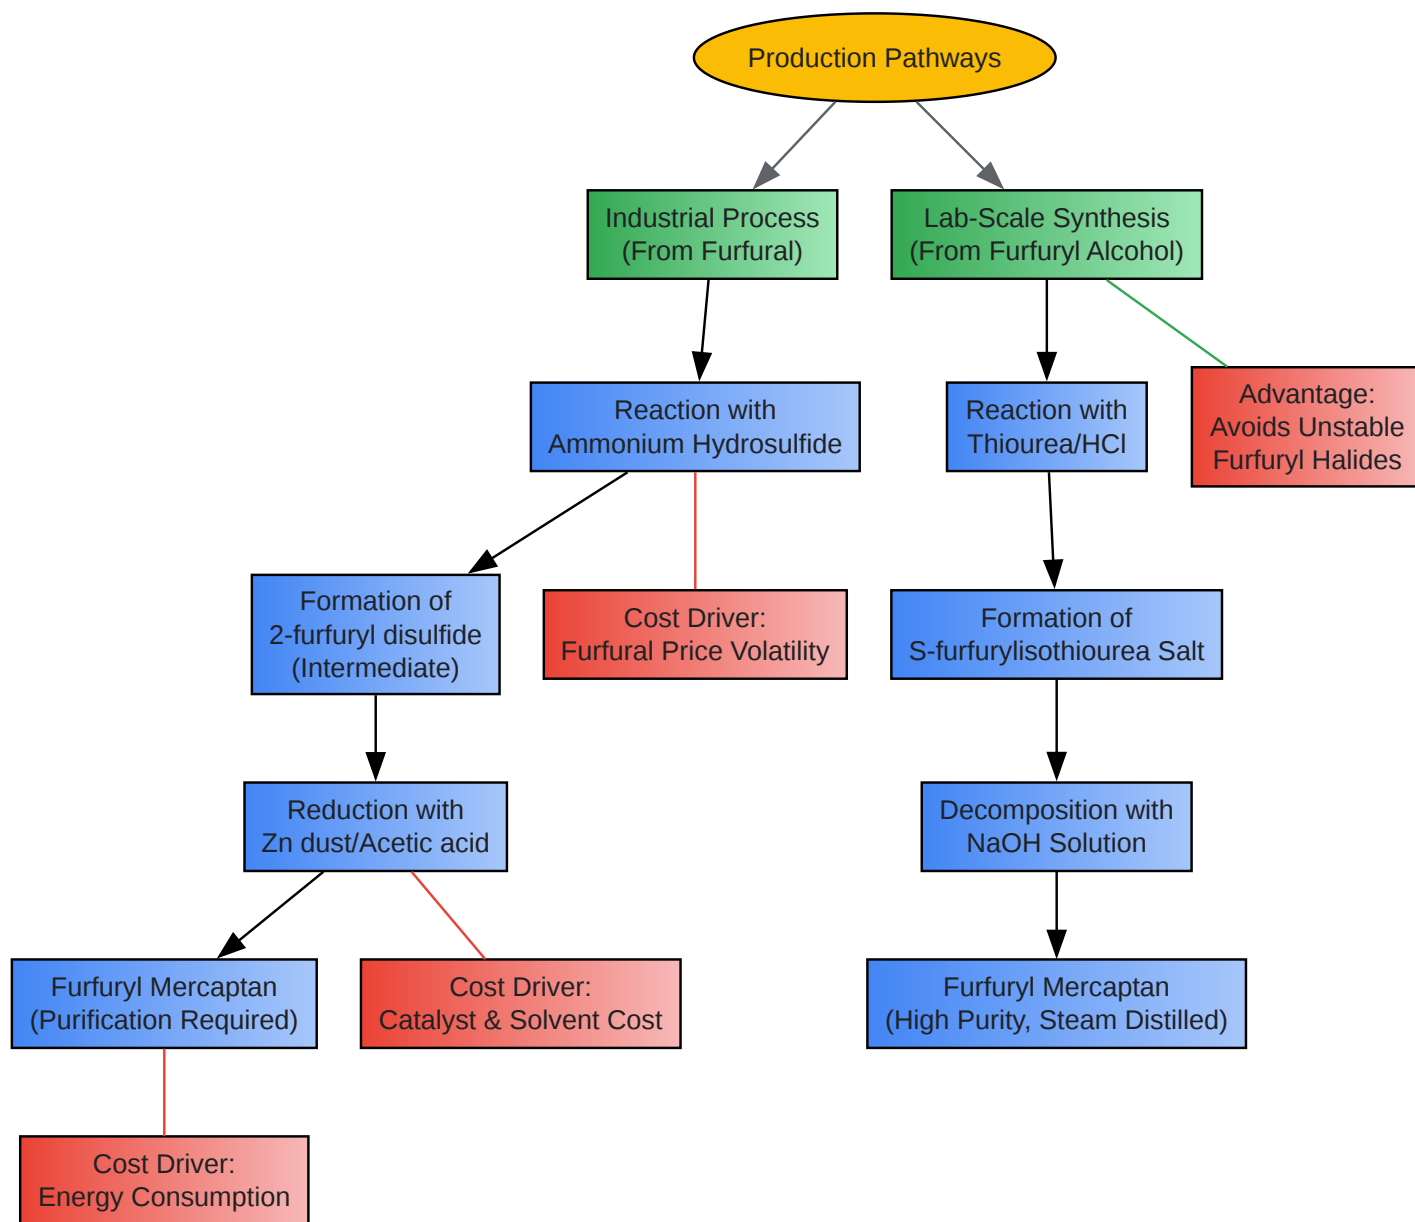 Production Pathways
Industrial Process
(From Furfural)
Lab-Scale Synthesis
(From Furfuryl Alcohol)
Reaction with
Ammonium Hydrosulfide
Reaction with
Thiourea/HCl
Advantage:
Avoids Unstable
Furfuryl Halides
Formation of
2-furfuryl disulfide
(Intermediate)
Cost Driver:
Furfural Price Volatility
Formation of
S-furfurylisothiourea Salt
Reduction with
Zn dust/Acetic acid
Decomposition with
NaOH Solution
Furfuryl Mercaptan
(Purification Required)
Cost Driver:
Catalyst & Solvent Cost
Furfuryl Mercaptan
(High Purity, Steam Distilled)
Cost Driver:
Energy Consumption